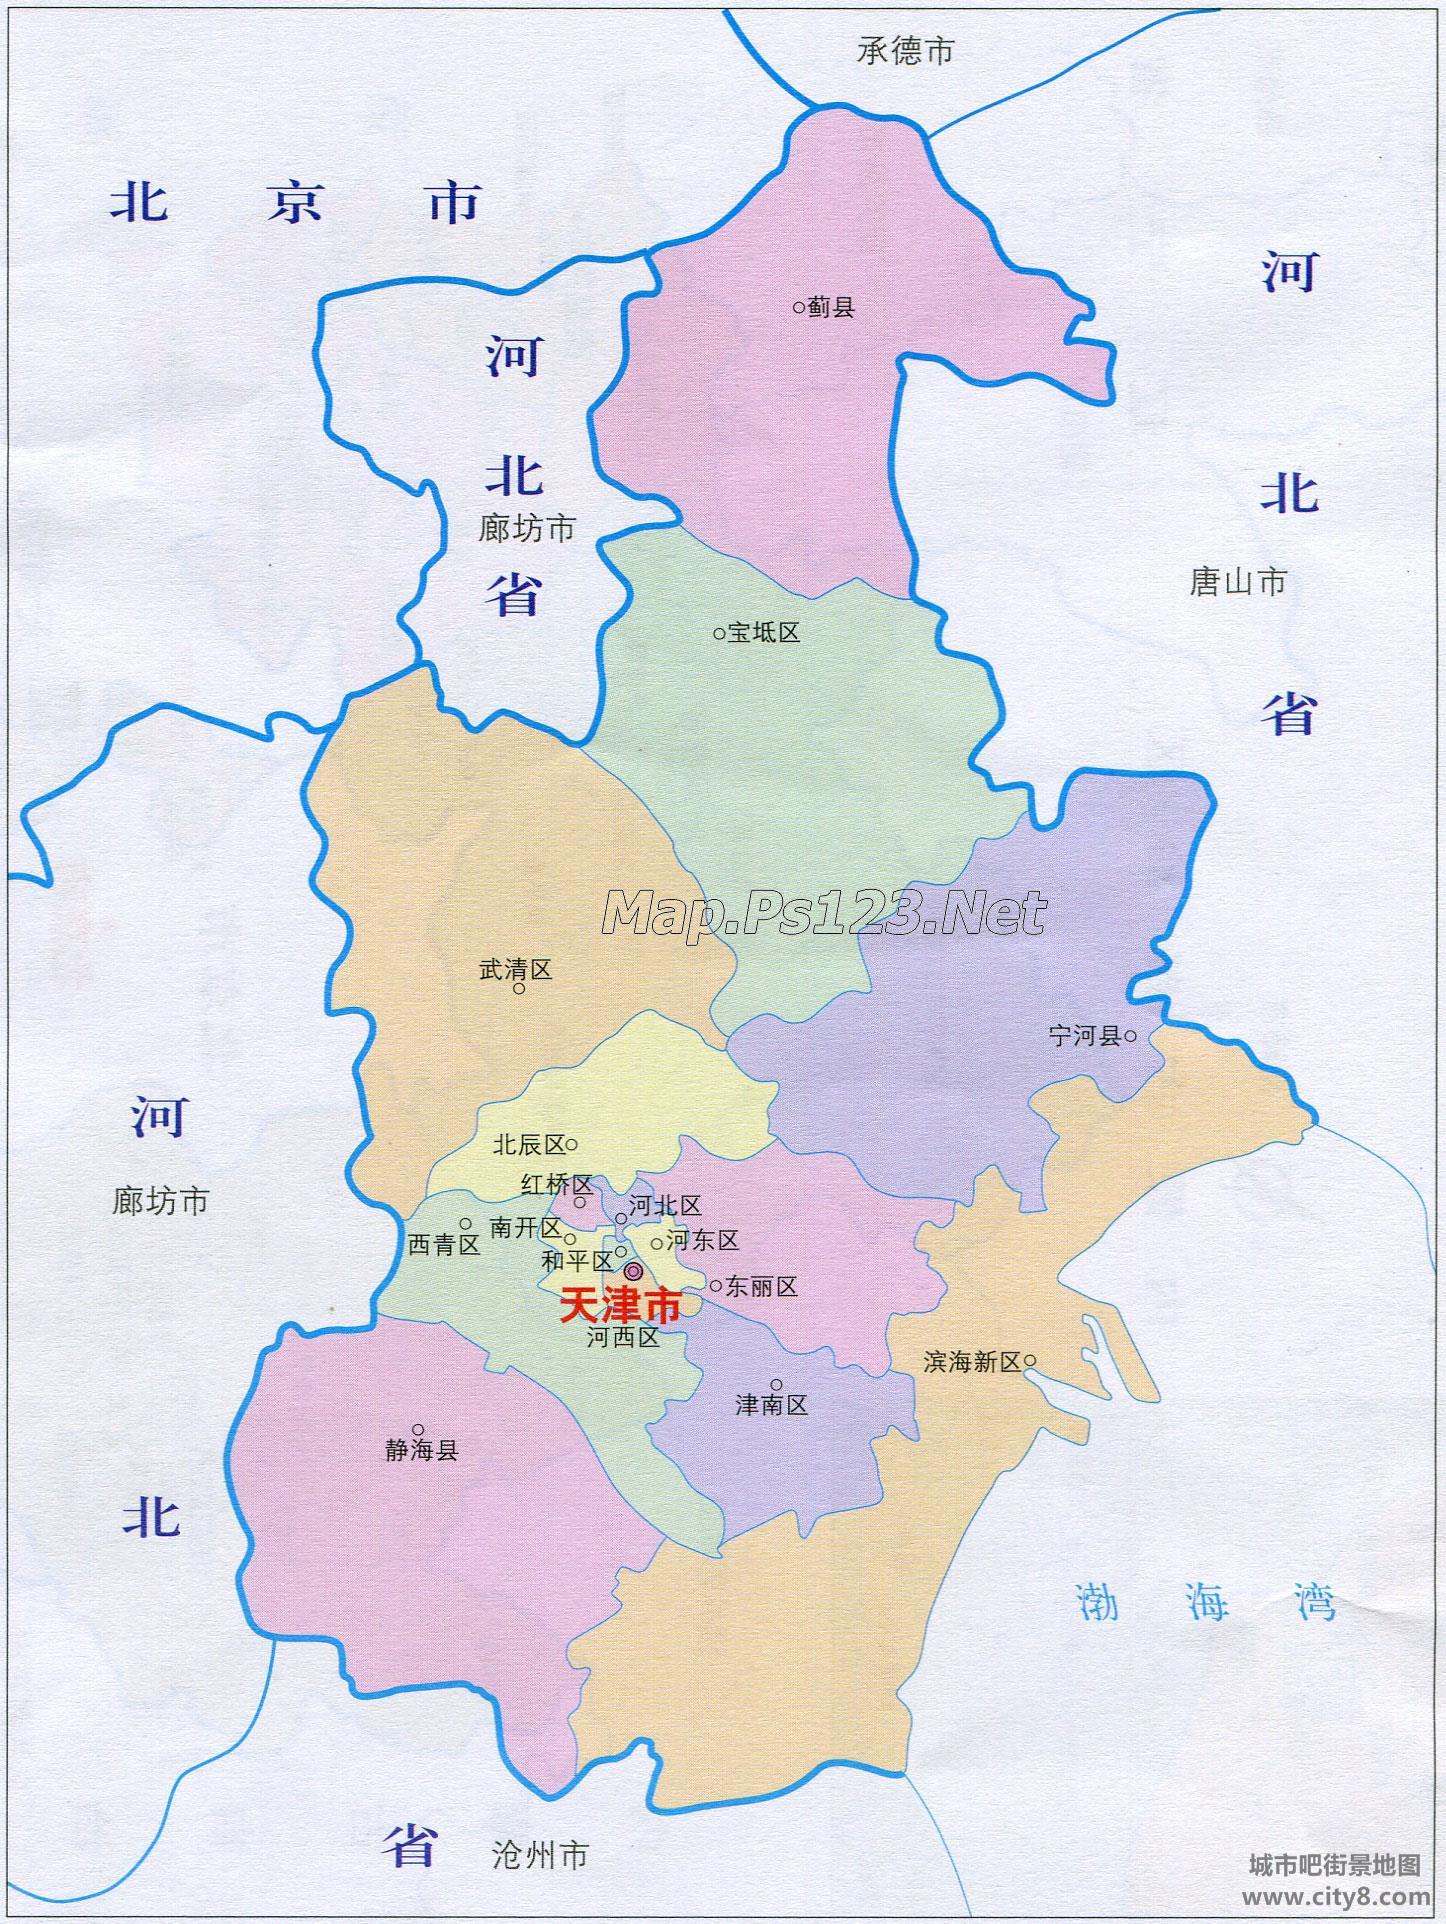 承德市
北京市
河北省
廊坊市
蓟县
河北省
唐山市
宝坻区
Map.Ps123.Net
武清区
宁河县
河北省
廊坊市
北辰区
红桥区
河北区
南开区
西青区
河东区
和平区
东丽区
天津市
河西区
滨海新区
津南区
静海县
渤海湾
沧州市
城市吧街景地图
www.city8.com